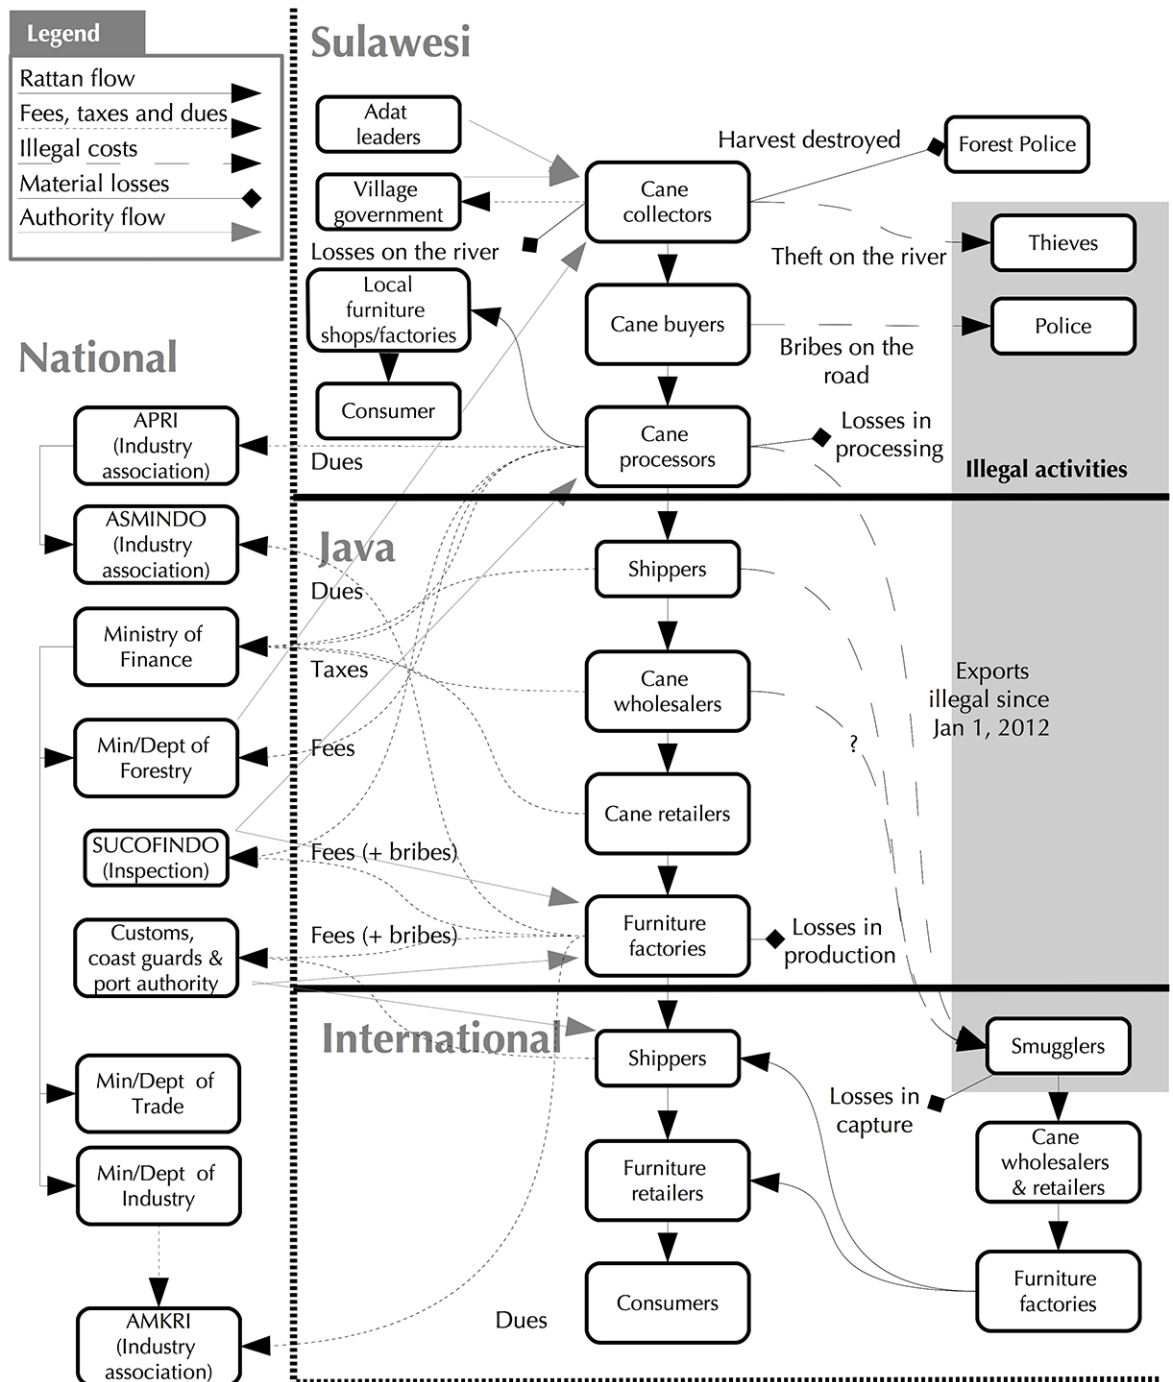 Legend
Rattan flow
Fees, taxes and dues
Illegal costs
Material losses
Authority flow
Sulawesi
Adat
leaders
Village
government
Losses on the river
Local
furniture
shops/factories
Consumer
Cane
collectors
Harvest destroyed
Forest Police
Thieves
Theft on the river
Cane buyers
Police
Bribes on the
road
Cane
processors
Losses in
processing
Illegal activities
National
APRI
(Industry
association)
Dues
ASMINDO
(Industry
association)
Java
Dues
Shippers
Ministry of
Finance
Taxes
Cane
wholesalers
Exports
illegal since
Jan 1, 2012
?
Min/Dept of
Forestry
Fees
Cane retailers
SUCOFINDO
(Inspection)
Fees (+ bribes)
Customs,
coast guards &
port authority
Fees (+ bribes)
Furniture
factories
Losses in
production
International
Shippers
Smugglers
Losses in
capture
Min/Dept of
Trade
Min/Dept of
Industry
Furniture
retailers
Cane
wholesalers
& retailers
Consumers
Furniture
factories
Dues
AMKRI
(Industry
association)